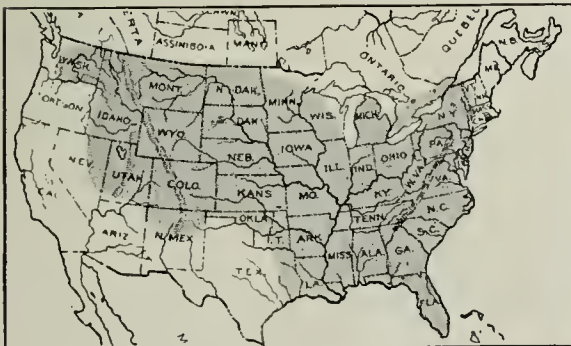 ASSINIBOIA
MAN.
ONTARIO
QUEBEC
N.B.
ME.
WASH.
MONT.
N. DAK.
MINN.
OREGON
IDAHO
WYO.
S. DAK.
WIS.
MICH.
N.Y.
VT.
N.H.
NEV.
UTAH
COLO.
NEB.
IOWA
ILL.
IND.
OHIO
PA.
CAL.
KANS.
MO.
KY.
W.VA.
VA.
ARIZ.
N. MEX.
OKLA.
I.T.
ARK.
TENN.
N.C.
S.C.
TEX.
LA.
MISS.
ALA.
GA.
FLA.